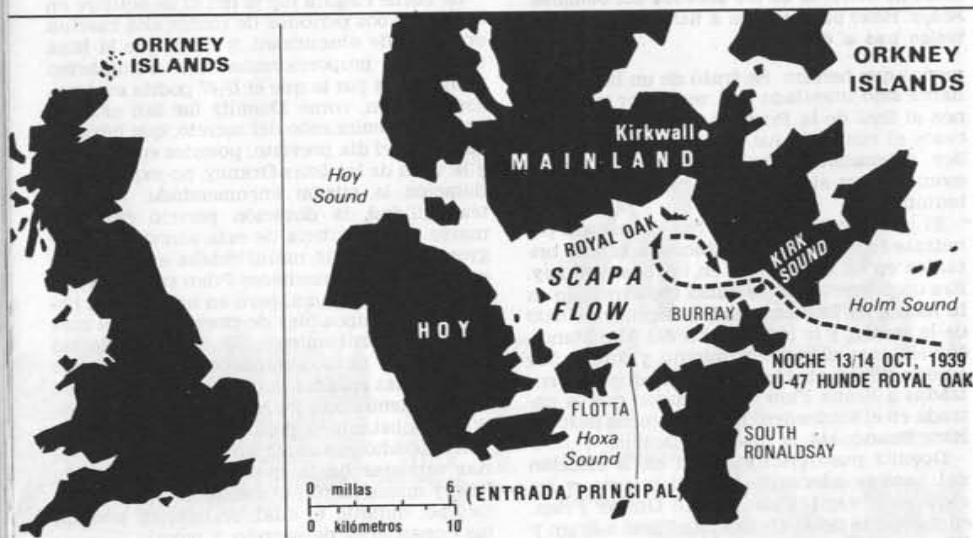 ORKNEY
ISLANDS
ORKNEY
ISLANDS
Kirkwall
MAINLAND
Hoy
Sound
ROYAL OAK
SCAPA
FLOW
KIRK
SOUND
HOY
BURRAY
Holm Sound
NOCHE 13/14 OCT, 1939
U-47 HUNDE ROYAL OAK
FLOTTA
Hoxa
Sound
SOUTH
RONALDSAY
0 millas 6
(ENTRADA PRINCIPAL)
0 kilómetros 10